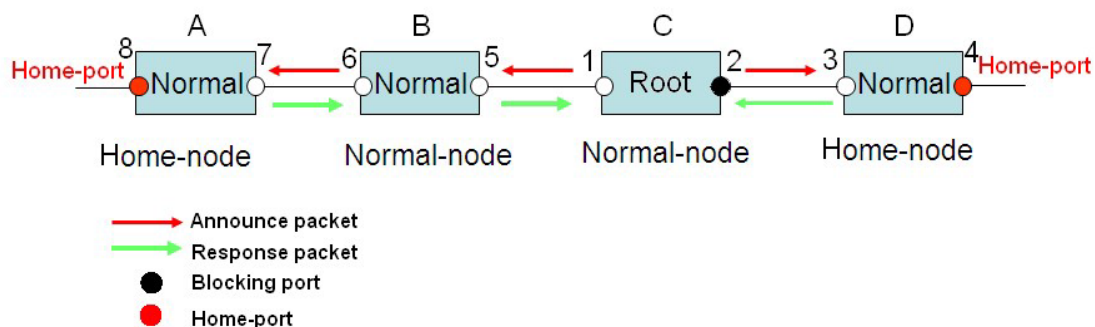 A B C D
8 7 6 5 1 2 3 4
Home-port Normal Normal Root Normal Home-port
Home-node Normal-node Normal-node Home-node
Announce packet
Response packet
Blocking port
Home-port